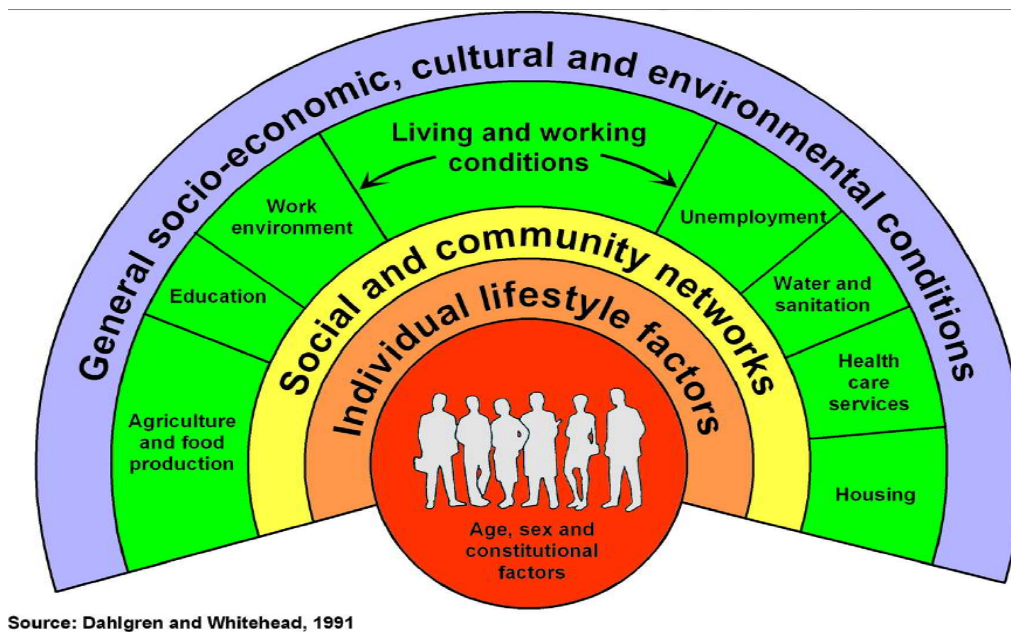 General socio-economic, cultural and environmental conditions
Living and working
conditions
Work
environment
Unemployment
Education
Water and
sanitation
Agriculture
and food
production
Health
care
services
Housing
Social and community networks
Individual lifestyle factors
Age, sex and
constitutional
factors
Source: Dahlgren and Whitehead, 1991